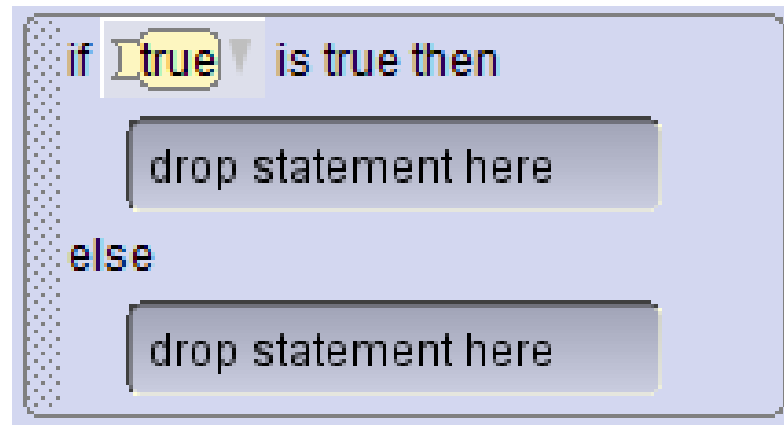 if true is true then
drop statement here
else
drop statement here